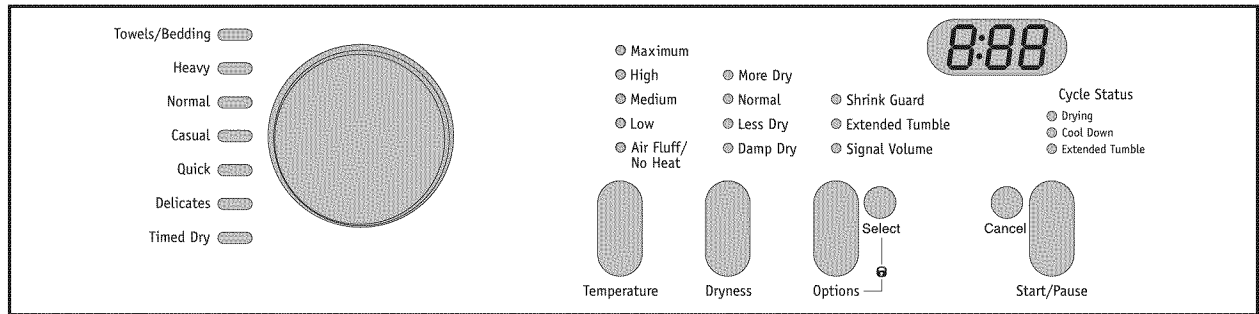 Towels/Bedding
Heavy
Normal
Casual
Quick
Delicates
Timed Dry
Maximum
High
Medium
Low
Air Fluff/
No Heat
Temperature
More Dry
Normal
Less Dry
Damp Dry
Dryness
Shrink Guard
Extended Tumble
Signal Volume
Select
Options
8:88
Cycle Status
Drying
Cool Down
Extended Tumble
Cancel
Start/Pause